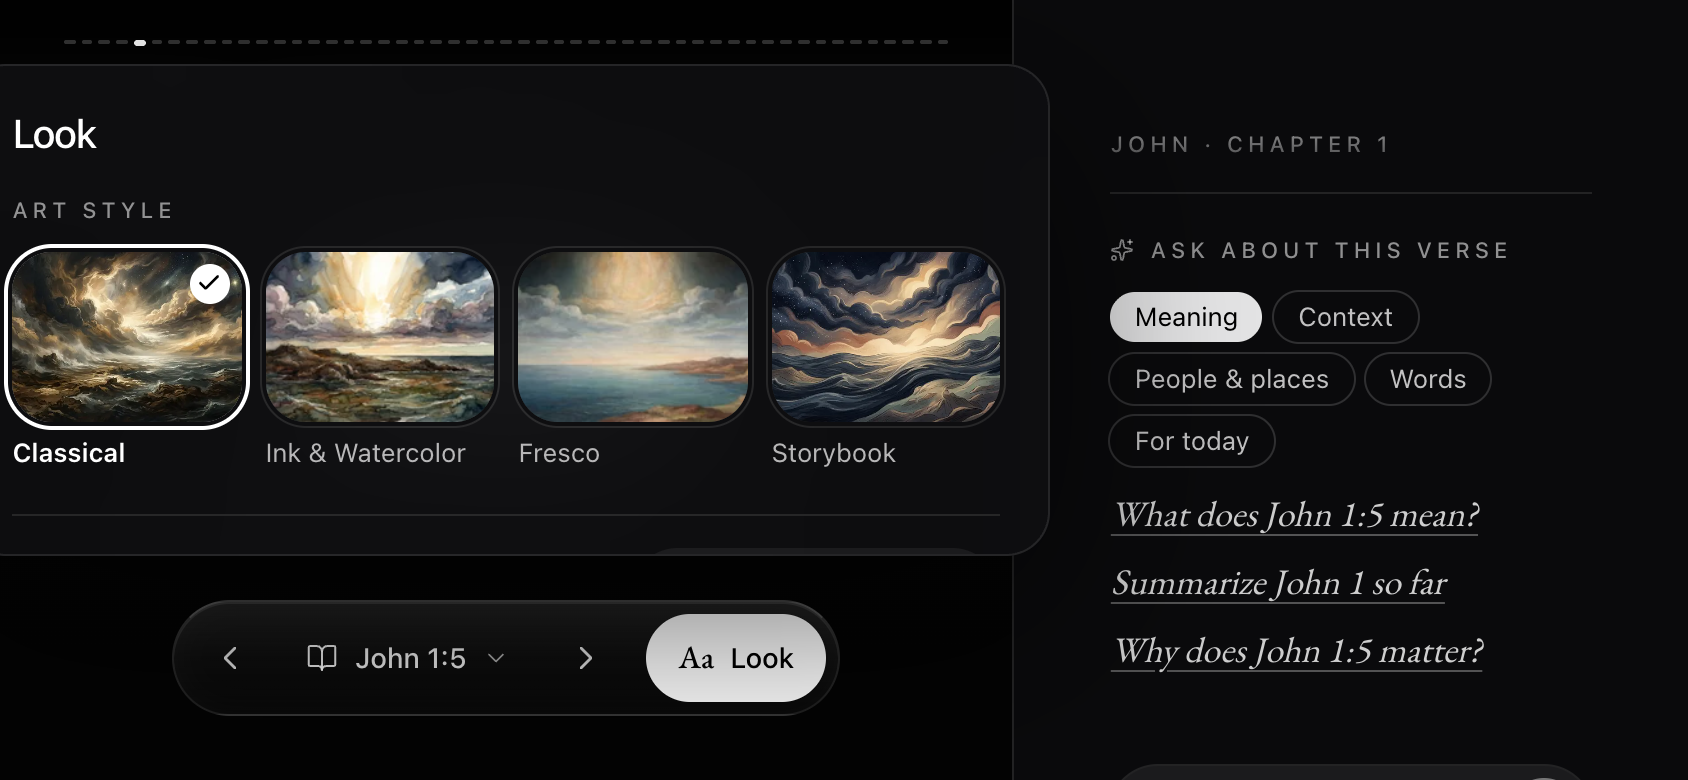 Look
ART STYLE
Classical
Ink & Watercolor
Fresco
Storybook
John 1:5
Aa Look
JOHN · CHAPTER 1
ASK ABOUT THIS VERSE
Meaning
Context
People & places
Words
For today
What does John 1:5 mean?
Summarize John 1 so far
Why does John 1:5 matter?